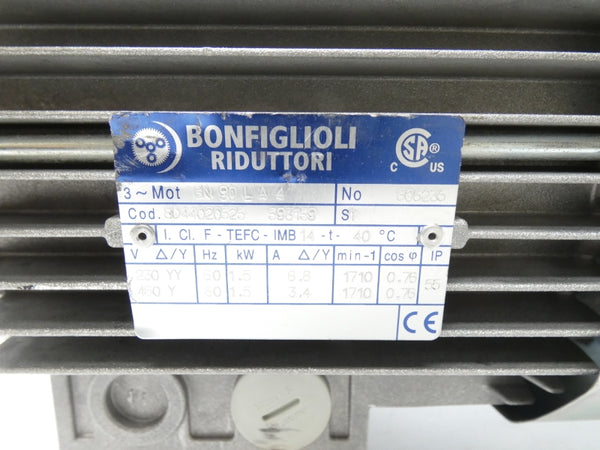 BONFIGLIOLI
RIDUTTORI
C US
3~Mot BN 90 LA 4 No
Cod. S
I. Cl. F - TEFC - IMB 14 -t- 40 °C
V △/Y Hz kW A △/Y min-1 cos φ IP
230 YY 60 1.5 6.8 1710 0.76 55
460 Y 60 1.5 3.4 1710 0.76
CE